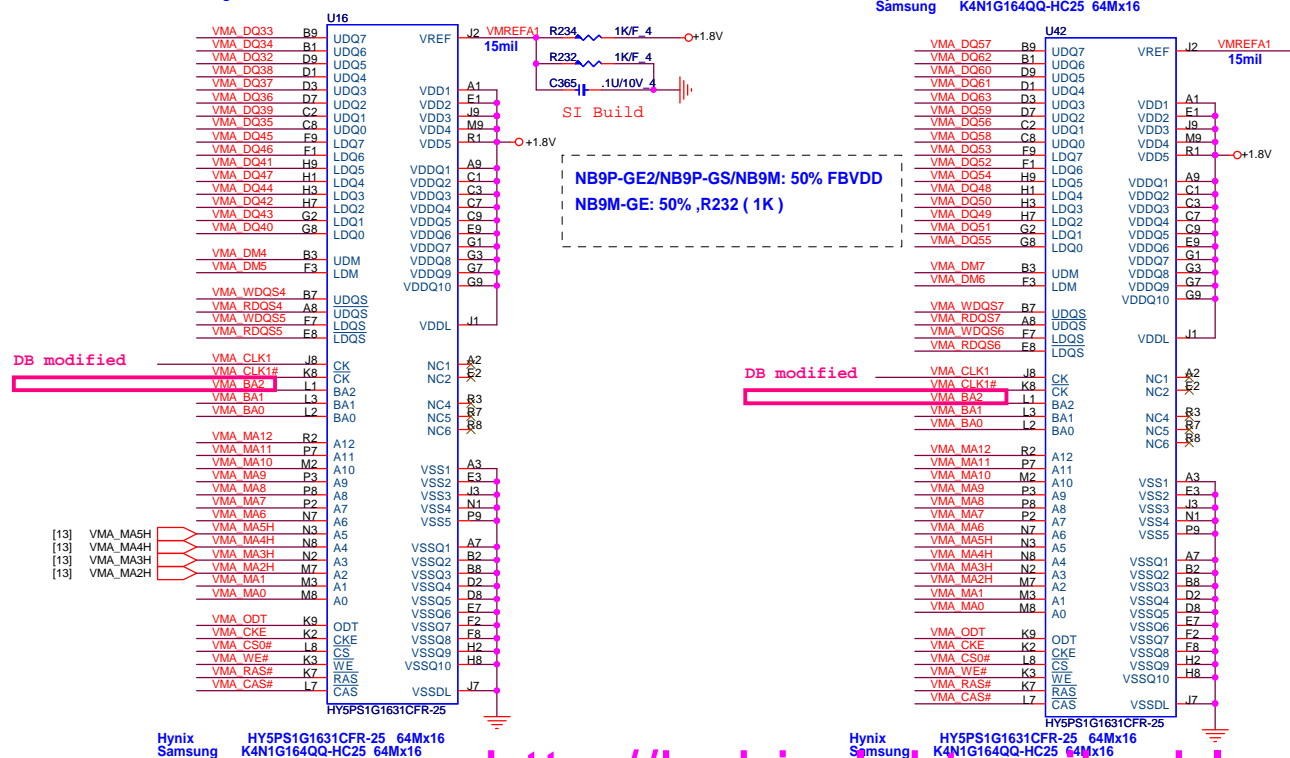 Samsung K4N1G164QQ-HC25 64Mx16
U16
VMA_DQ33 B9 UDQ7
VMA_DQ34 B1 UDQ6
VMA_DQ32 D9 UDQ5
VMA_DQ38 D1 UDQ4
VMA_DQ37 D3 UDQ3
VMA_DQ36 D7 UDQ2
VMA_DQ39 C2 UDQ1
VMA_DQ35 C8 UDQ0
VMA_DQ45 F9 LDQ7
VMA_DQ46 F1 LDQ6
VMA_DQ41 H9 LDQ5
VMA_DQ47 H1 LDQ4
VMA_DQ44 H3 LDQ3
VMA_DQ42 H7 LDQ2
VMA_DQ43 G2 LDQ1
VMA_DQ40 G8 LDQ0
VMA_DM4 B3 UDM
VMA_DM5 F3 LDM
VMA_WDQS4 B7 UDQS
VMA_RDQS4 A8 UDQS
VMA_WDQS5 F7 LDQS
VMA_RDQS5 E8 LDQS
DB modified
VMA_CLK1 J8 CK
VMA_CLK1# K8 CK
VMA_BA2 L1 BA2
VMA_BA1 L3 BA1
VMA_BA0 L2 BA0
VMA_MA12 R2 A12
VMA_MA11 P7 A11
VMA_MA10 M2 A10
VMA_MA9 P3 A9
VMA_MA8 P8 A8
VMA_MA7 P2 A7
VMA_MA6 N7 A6
[13] VMA_MA5H VMA_MA5H N3 A5
[13] VMA_MA4H VMA_MA4H N8 A4
[13] VMA_MA3H VMA_MA3H N2 A3
[13] VMA_MA2H VMA_MA2H M7 A2
VMA_MA1 M3 A1
VMA_MA0 M8 A0
VMA_ODT K9 ODT
VMA_CKE K2 CKE
VMA_CS0# L8 CS
VMA_WE# K3 WE
VMA_RAS# K7 RAS
VMA_CAS# L7 CAS
VREF J2 VMREFA1
15mil
R234 1K/F_4 +1.8V
R232 1K/F_4
C365 .1U/10V_4
SI Build
VDD1 A1
VDD2 E1
VDD3 J9
VDD4 M9
VDD5 R1 +1.8V
VDDQ1 A9
VDDQ2 C1
VDDQ3 C3
VDDQ4 C7
VDDQ5 C9
VDDQ6 E9
VDDQ7 G1
VDDQ8 G3
VDDQ9 G7
VDDQ10 G9
VDDL J1
NC1 A2
NC2 E2
NC4 R3
NC5 R7
NC6 R8
VSS1 A3
VSS2 E3
VSS3 J3
VSS4 N1
VSS5 P9
VSSQ1 A7
VSSQ2 B2
VSSQ3 B8
VSSQ4 D2
VSSQ5 D8
VSSQ6 E7
VSSQ7 F2
VSSQ8 F8
VSSQ9 H2
VSSQ10 H8
VSSDL J7
HY5PS1G1631CFR-25
Hynix HY5PS1G1631CFR-25 64Mx16
Samsung K4N1G164QQ-HC25 64Mx16
NB9P-GE2/NB9P-GS/NB9M: 50% FBVDD
NB9M-GE: 50% ,R232 ( 1K )
U42
VMA_DQ57 B9 UDQ7
VMA_DQ62 B1 UDQ6
VMA_DQ60 D9 UDQ5
VMA_DQ61 D1 UDQ4
VMA_DQ63 D3 UDQ3
VMA_DQ59 D7 UDQ2
VMA_DQ56 C2 UDQ1
VMA_DQ58 C8 UDQ0
VMA_DQ53 F9 LDQ7
VMA_DQ52 F1 LDQ6
VMA_DQ54 H9 LDQ5
VMA_DQ48 H1 LDQ4
VMA_DQ50 H3 LDQ3
VMA_DQ49 H7 LDQ2
VMA_DQ51 G2 LDQ1
VMA_DQ55 G8 LDQ0
VMA_DM7 B3 UDM
VMA_DM6 F3 LDM
VMA_WDQS7 B7 UDQS
VMA_RDQS7 A8 UDQS
VMA_WDQS6 F7 LDQS
VMA_RDQS6 E8 LDQS
DB modified
VMA_CLK1 J8 CK
VMA_CLK1# K8 CK
VMA_BA2 L1 BA2
VMA_BA1 L3 BA1
VMA_BA0 L2 BA0
VMA_MA12 R2 A12
VMA_MA11 P7 A11
VMA_MA10 M2 A10
VMA_MA9 P3 A9
VMA_MA8 P8 A8
VMA_MA7 P2 A7
VMA_MA6 N7 A6
VMA_MA5H N3 A5
VMA_MA4H N8 A4
VMA_MA3H N2 A3
VMA_MA2H M7 A2
VMA_MA1 M3 A1
VMA_MA0 M8 A0
VMA_ODT K9 ODT
VMA_CKE K2 CKE
VMA_CS0# L8 CS
VMA_WE# K3 WE
VMA_RAS# K7 RAS
VMA_CAS# L7 CAS
VREF J2 VMREFA1
15mil
VDD1 A1
VDD2 E1
VDD3 J9
VDD4 M9
VDD5 R1 +1.8V
VDDQ1 A9
VDDQ2 C1
VDDQ3 C3
VDDQ4 C7
VDDQ5 C9
VDDQ6 E9
VDDQ7 G1
VDDQ8 G3
VDDQ9 G7
VDDQ10 G9
VDDL J1
NC1 A2
NC2 E2
NC4 R3
NC5 R7
NC6 R8
VSS1 A3
VSS2 E3
VSS3 J3
VSS4 N1
VSS5 P9
VSSQ1 A7
VSSQ2 B2
VSSQ3 B8
VSSQ4 D2
VSSQ5 D8
VSSQ6 E7
VSSQ7 F2
VSSQ8 F8
VSSQ9 H2
VSSQ10 H8
VSSDL J7
HY5PS1G1631CFR-25
Hynix HY5PS1G1631CFR-25 64Mx16
Samsung K4N1G164QQ-HC25 64Mx16